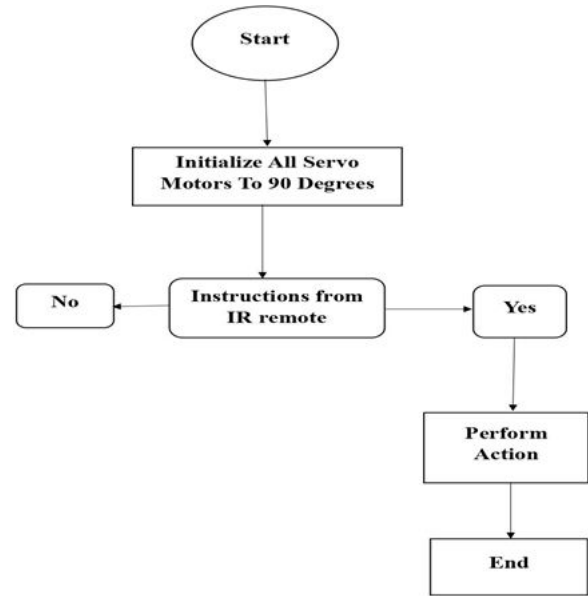 Start
Initialize All Servo
Motors To 90 Degrees
No
Instructions from
IR remote
Yes
Perform
Action
End